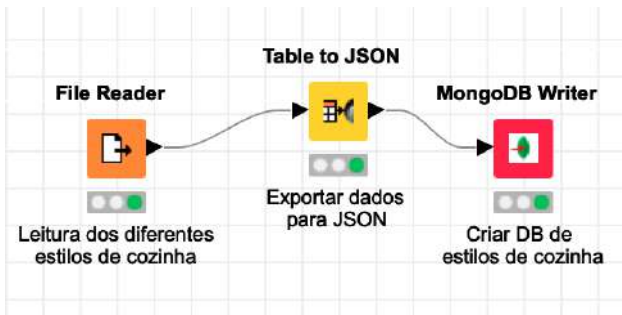 Table to JSON
File Reader
MongoDB Writer
Leitura dos diferentes
estilos de cozinha
Exportar dados
para JSON
Criar DB de
estilos de cozinha